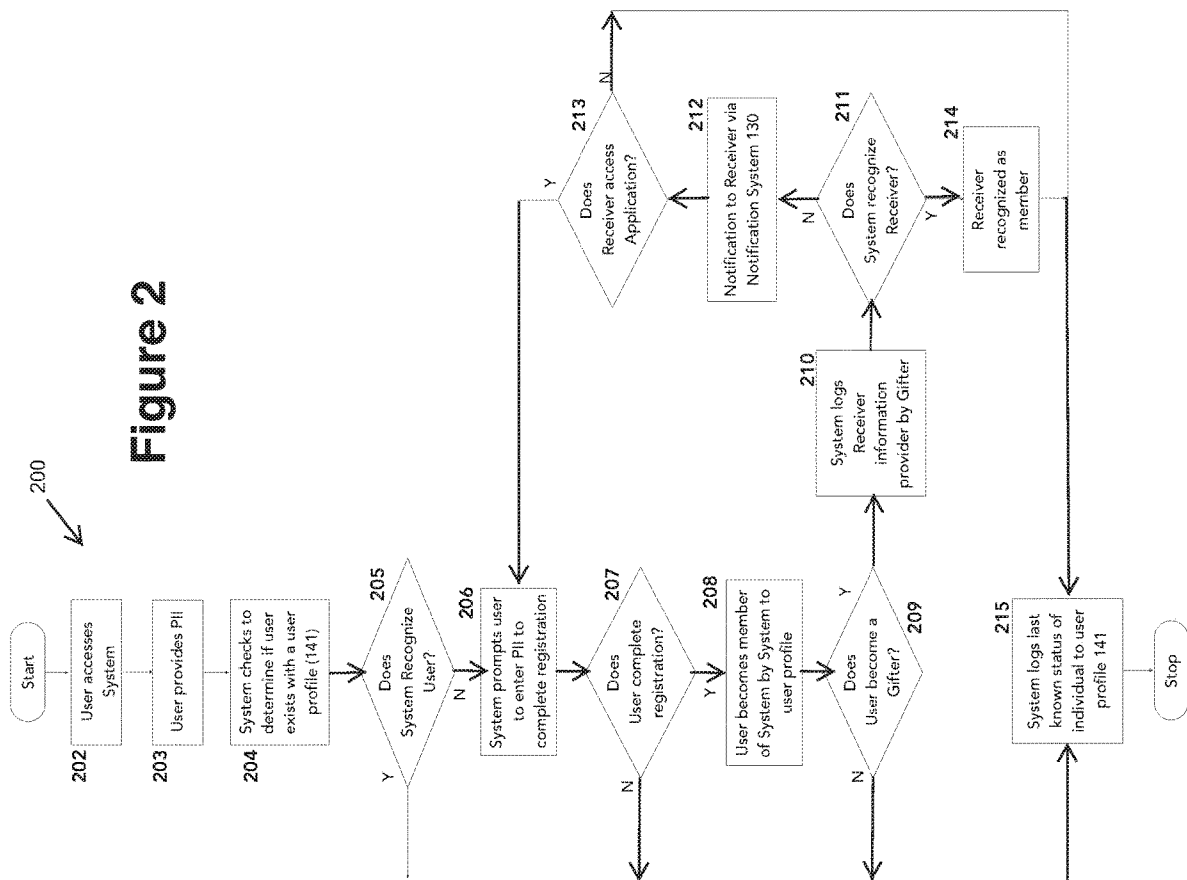 Figure 2
200
Start
202
User accesses
System
203
User provides PII
204
System checks to
determine if user
exists with a user
profile (141)
205
Does
System Recognize
User?
Y
N
206
System prompts user
to enter PII to
complete registration
207
Does
User complete
registration?
N
Y
208
User becomes member
of System by System to
user profile
209
Does
User become a
Gifter?
N
Y
210
System logs
Receiver
information
provider by Gifter
211
Does
System recognize
Receiver?
N
Y
212
Notification to Receiver via
Notification System 130
213
Does
Receiver access
Application?
Y
N
214
Receiver
recognized as
member
215
System logs last
known status of
individual to user
profile 141
Stop